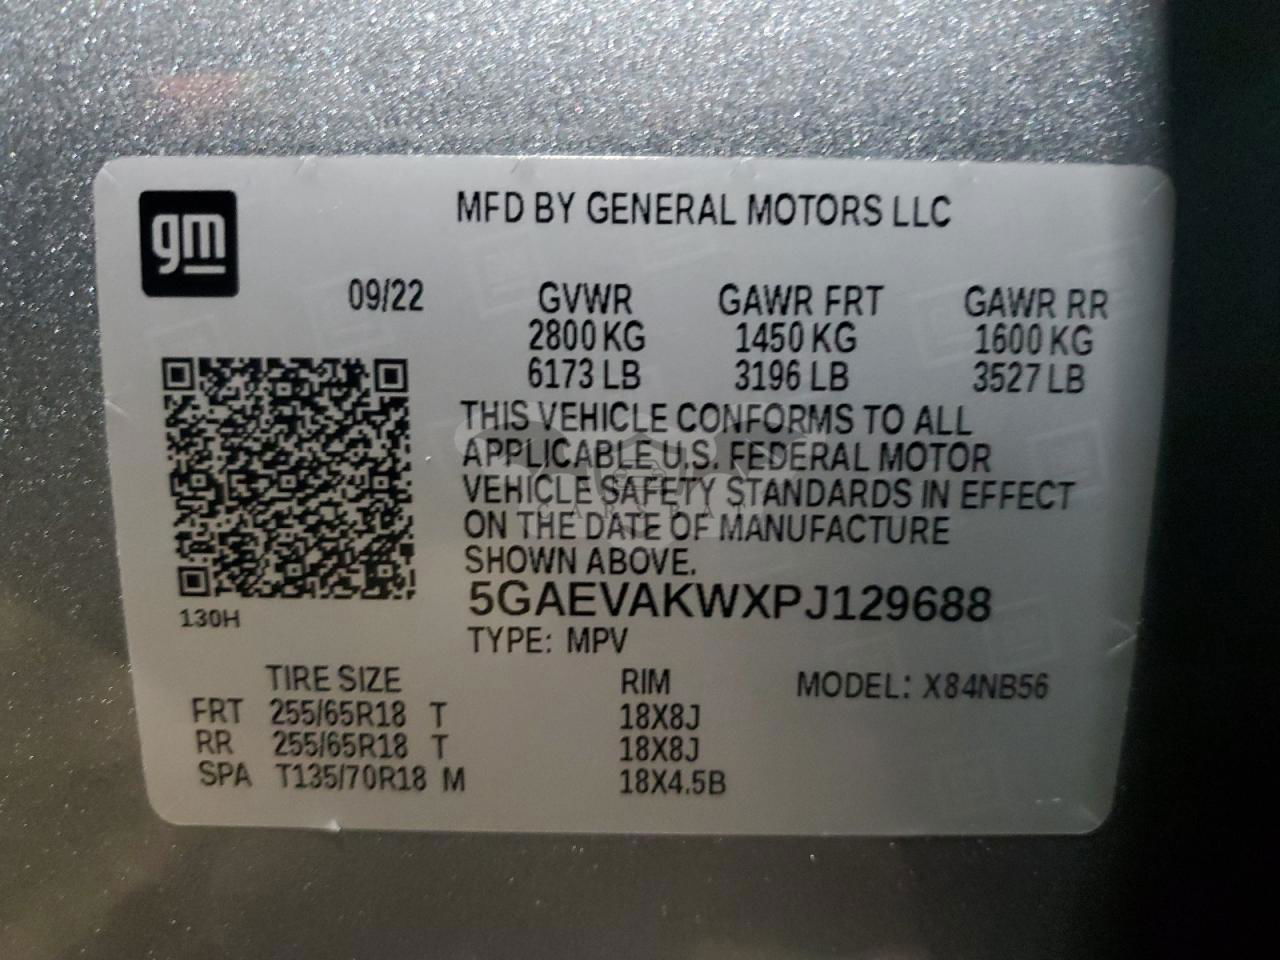 gm
MFD BY GENERAL MOTORS LLC
09/22 GVWR GAWR FRT GAWR RR
2800 KG 1450 KG 1600 KG
6173 LB 3196 LB 3527 LB
THIS VEHICLE CONFORMS TO ALL
APPLICABLE U.S. FEDERAL MOTOR
VEHICLE SAFETY STANDARDS IN EFFECT
ON THE DATE OF MANUFACTURE
SHOWN ABOVE.
5GAEVAKWXPJ129688
130H
TYPE: MPV
TIRE SIZE RIM MODEL: X84NB56
FRT 255/65R18 T 18X8J
RR 255/65R18 T 18X8J
SPA T135/70R18 M 18X4.5B